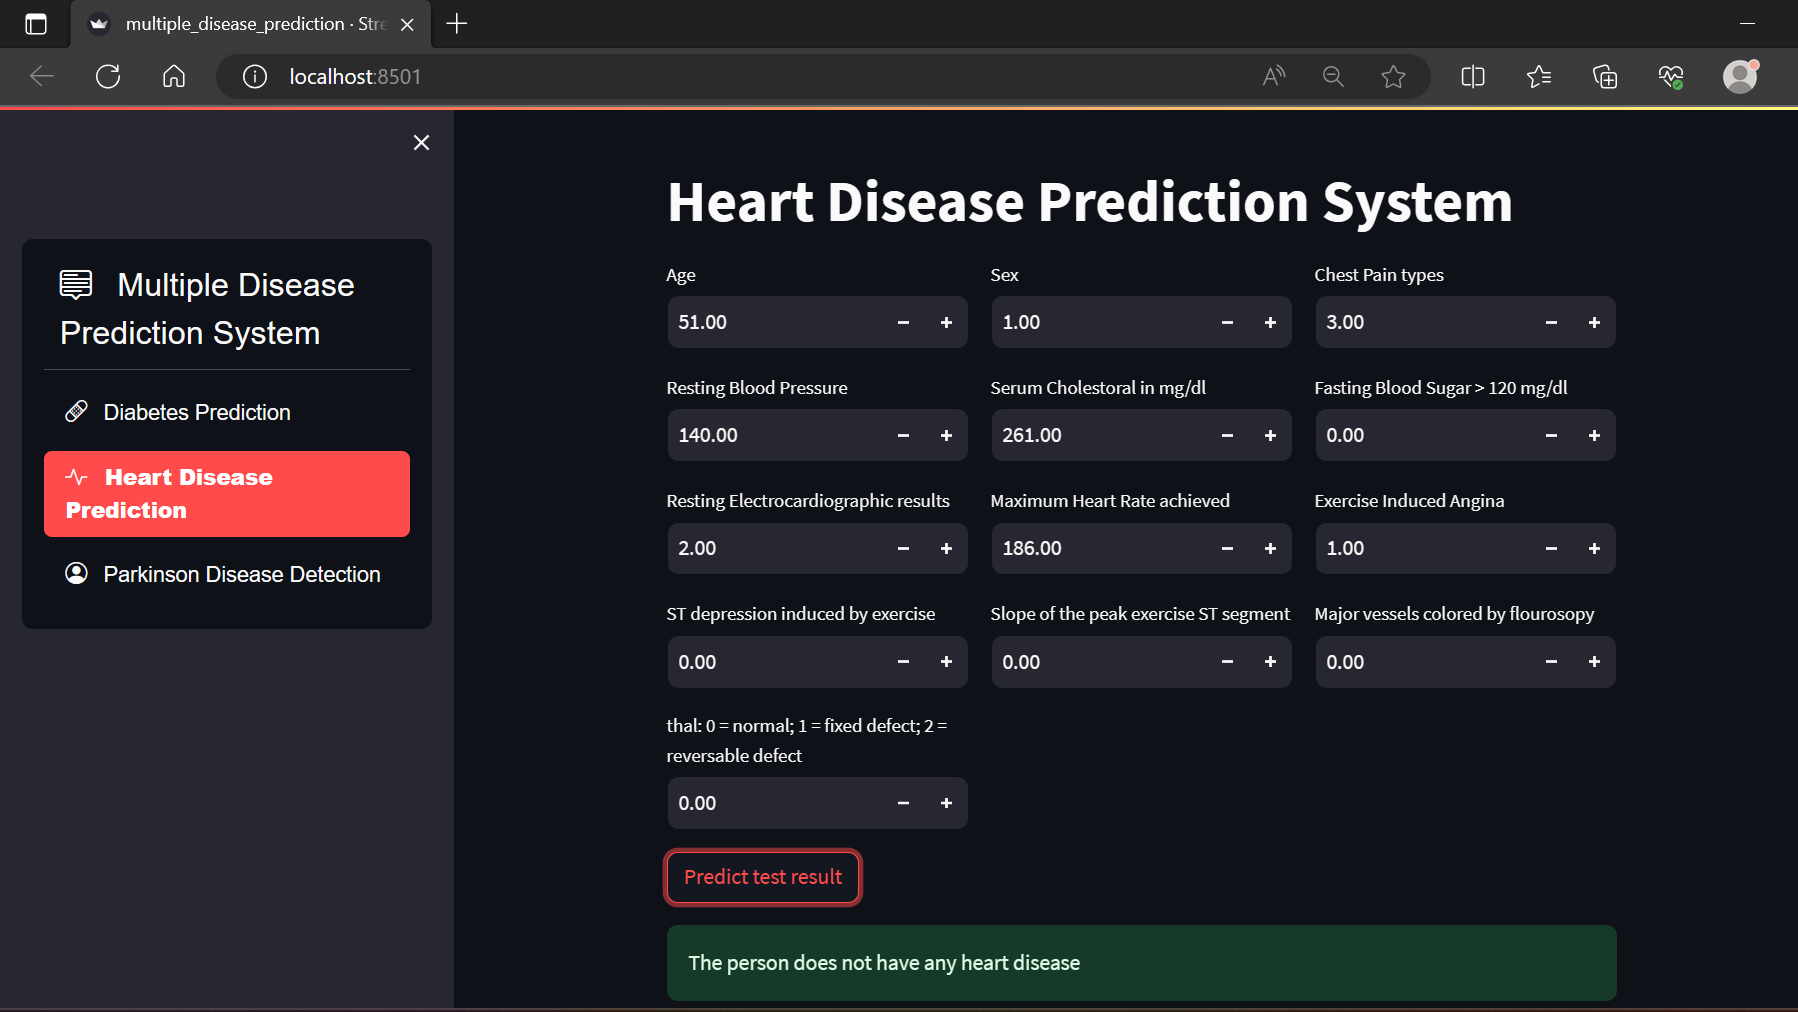 multiple_disease_prediction · Stre
localhost:8501
Multiple Disease
Prediction System
Diabetes Prediction
Heart Disease
Prediction
Parkinson Disease Detection
Heart Disease Prediction System
Age
Sex
Chest Pain types
51.00
1.00
3.00
Resting Blood Pressure
Serum Cholestoral in mg/dl
Fasting Blood Sugar > 120 mg/dl
140.00
261.00
0.00
Resting Electrocardiographic results
Maximum Heart Rate achieved
Exercise Induced Angina
2.00
186.00
1.00
ST depression induced by exercise
Slope of the peak exercise ST segment
Major vessels colored by flourosopy
0.00
0.00
0.00
thal: 0 = normal; 1 = fixed defect; 2 =
reversable defect
0.00
Predict test result
The person does not have any heart disease